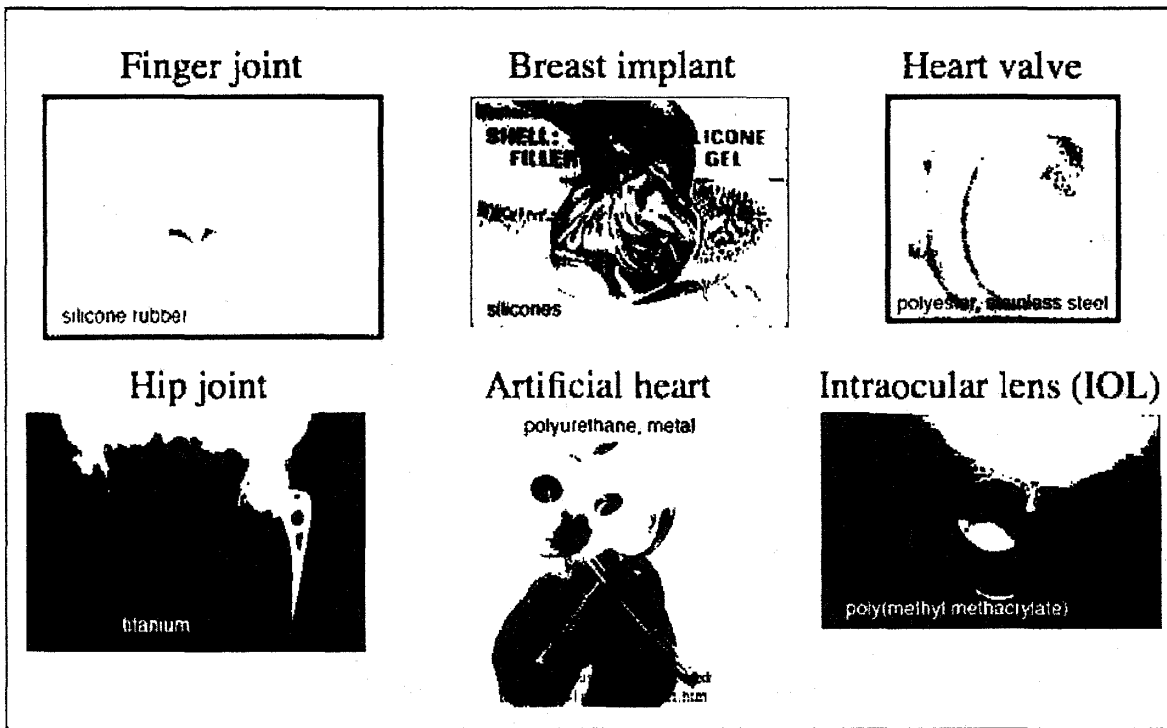 Finger joint
Breast implant
Heart valve
SHELL: LICONE
FILLER GEL
silicone rubber
silicones
polyester, stainless steel
Hip joint
Artificial heart
Intraocular lens (IOL)
polyurethane, metal
titanium
poly(methyl methacrylate)